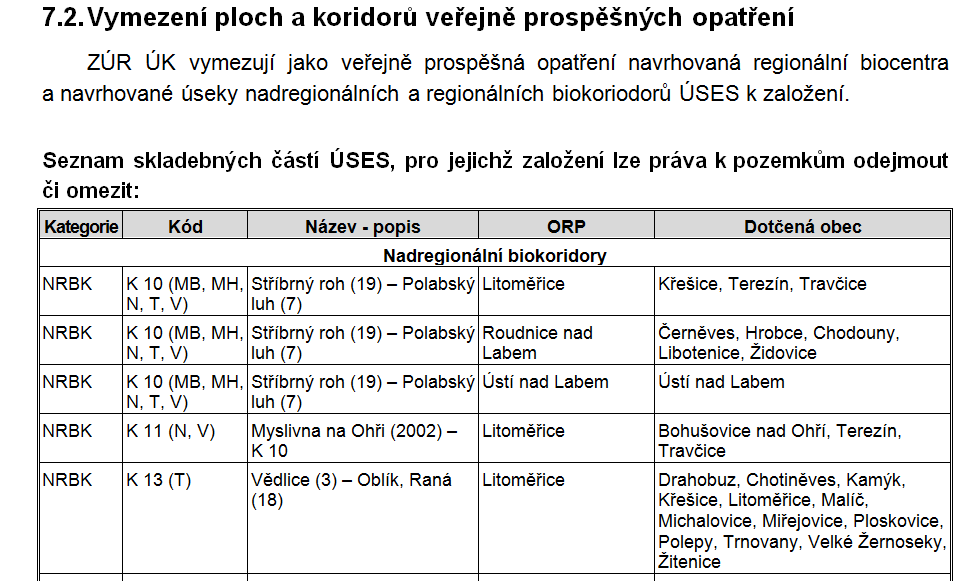 7.2. Vymezení ploch a koridorů veřejně prospěšných opatření
ZÚR ÚK vymezují jako veřejně prospěšná opatření navrhovaná regionální biocentra
a navrhované úseky nadregionálních a regionálních biokoriodorů ÚSES k založení.
Seznam skladebných částí ÚSES, pro jejichž založení lze práva k pozemkům odejmout
či omezit:
Kategorie Kód Název - popis ORP Dotčená obec
Nadregionální biokoridory
NRBK K 10 (MB, MH, Stříbrný roh (19) – Polabský Litoměřice Křešice, Terezín, Travčice
N, T, V) luh (7)
NRBK K 10 (MB, MH, Stříbrný roh (19) – Polabský Roudnice nad Černěves, Hrobce, Chodouny,
N, T, V) luh (7) Labem Libotenice, Židovice
NRBK K 10 (MB, MH, Stříbrný roh (19) – Polabský Ústí nad Labem Ústí nad Labem
N, T, V) luh (7)
NRBK K 11 (N, V) Myslivna na Ohři (2002) – Litoměřice Bohušovice nad Ohří, Terezín,
K 10 Travčice
NRBK K 13 (T) Vědlice (3) – Oblík, Raná Litoměřice Drahobuz, Chotiněves, Kamýk,
(18) Křešice, Litoměřice, Malíč,
Michalovice, Miřejovice, Ploskovice,
Polepy, Trnovany, Velké Žernoseky,
Žitenice